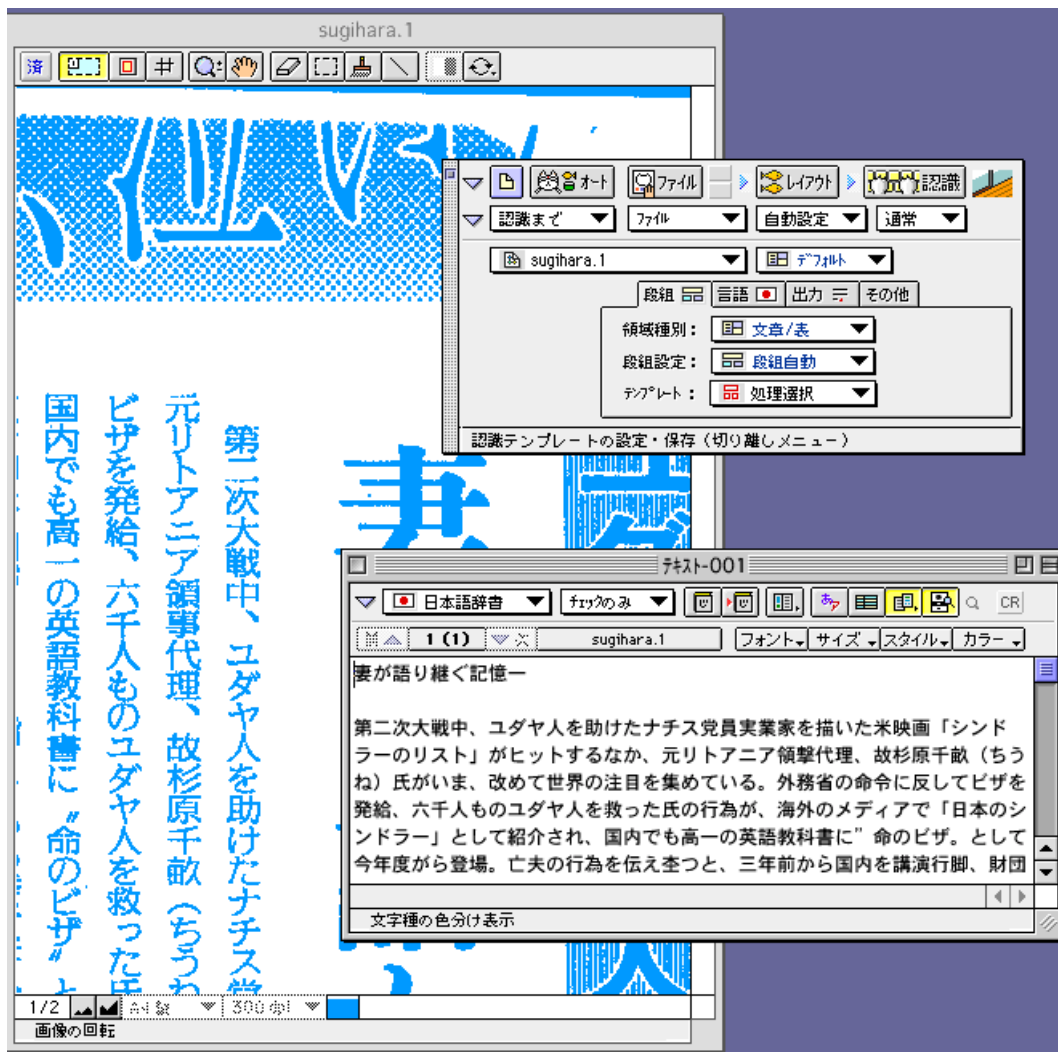 sugihara.1
済
オート
ファイル
レイアウト
認識
認識まで
ファイル
自動設定
通常
sugihara.1
デフォルト
段組
言語
出力
その他
領域種別：
文章/表
段組設定：
段組自動
テンプレート：
処理選択
認識テンプレートの設定・保存（切り離しメニュー）
妻
第二次大戦中、ユダヤ人を助けたナチス党
元リトアニア領事代理、故杉原千畝（ちうね
ビザを発給、六千人ものユダヤ人を救った氏
国内でも高一の英語教科書に〝命のビザ〟と
テキスト-001
日本語辞書
チェックのみ
あ
CR
1 (1)
sugihara.1
フォント
サイズ
スタイル
カラー
妻が語り継ぐ記憶一
第二次大戦中、ユダヤ人を助けたナチス党員実業家を描いた米映画「シンド
ラーのリスト」がヒットするなか、元リトアニア領撃代理、故杉原千畝（ちう
ね）氏がいま、改めて世界の注目を集めている。外務省の命令に反してビザを
発給、六千人ものユダヤ人を救った氏の行為が、海外のメディアで「日本のシ
ンドラー」として紹介され、国内でも高一の英語教科書に”命のビザ。として
今年度がら登場。亡夫の行為を伝え杢つと、三年前から国内を講演行脚、財団
文字種の色分け表示
1/2
A4 縦
300 dpi
画像の回転